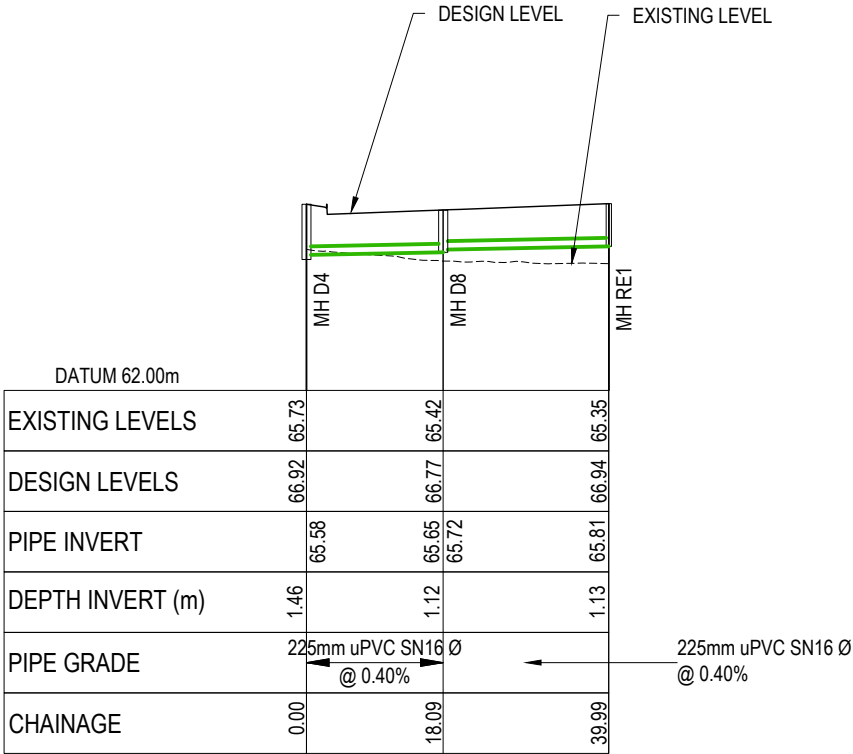 DESIGN LEVEL
EXISTING LEVEL
MH D4
MH D8
MH RE1
DATUM 62.00m
EXISTING LEVELS 65.73 65.42 65.35
DESIGN LEVELS 66.92 66.77 66.94
PIPE INVERT 65.58 65.65 65.72 65.81
DEPTH INVERT (m) 1.46 1.12 1.13
PIPE GRADE 225mm uPVC SN16 Ø 225mm uPVC SN16 Ø
@ 0.40% @ 0.40%
CHAINAGE 0.00 18.09 39.99